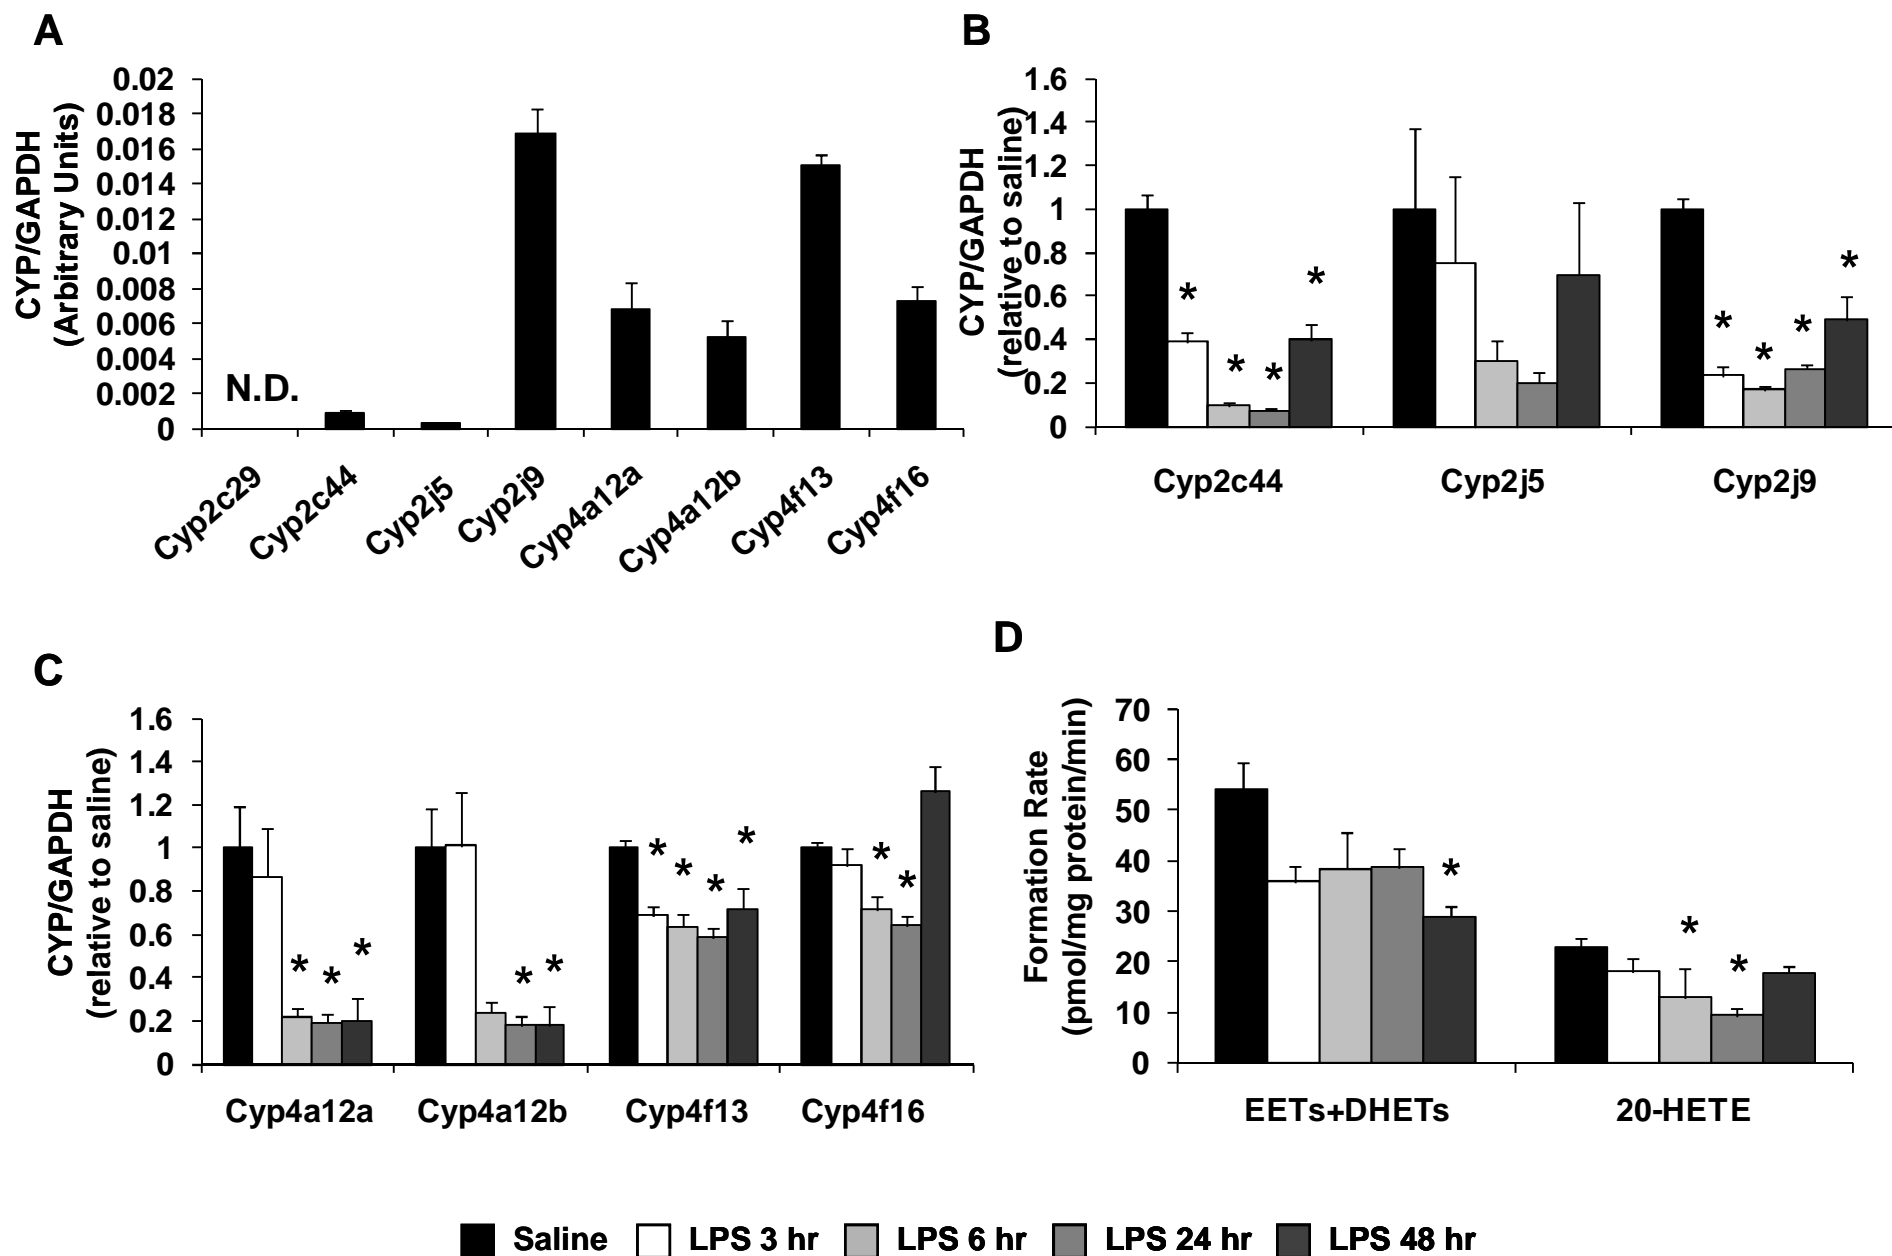 A
CYP/GAPDH
(Arbitrary Units)
0.02
0.018
0.016
0.014
0.012
0.01
0.008
0.006
0.004
0.002
0
N.D.
Cyp2c29
Cyp2c44
Cyp2j5
Cyp2j9
Cyp4a12a
Cyp4a12b
Cyp4f13
Cyp4f16
B
CYP/GAPDH
(relative to saline)
1.6
1.4
1.2
1
0.8
0.6
0.4
0.2
0
* * * *
* * * *
Cyp2c44 Cyp2j5 Cyp2j9
C
CYP/GAPDH
(relative to saline)
1.6
1.4
1.2
1
0.8
0.6
0.4
0.2
0
* * *
* *
* * * *
* *
Cyp4a12a Cyp4a12b Cyp4f13 Cyp4f16
D
Formation Rate
(pmol/mg protein/min)
70
60
50
40
30
20
10
0
*
* *
EETs+DHETs 20-HETE
Saline LPS 3 hr LPS 6 hr LPS 24 hr LPS 48 hr